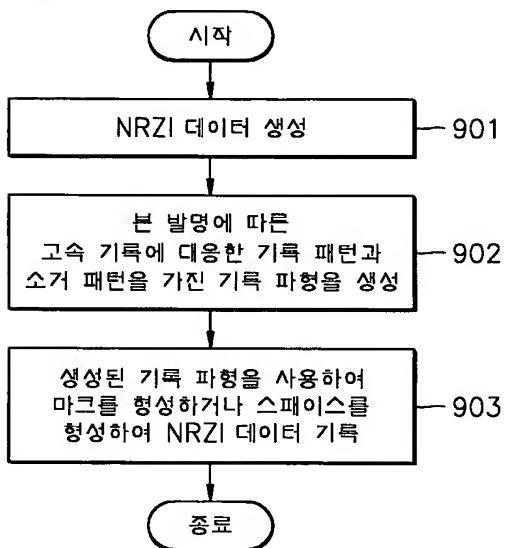 시작
NRZI 데이터 생성
901
본 발명에 따른
고속 기록에 대응한 기록 패턴과
소거 패턴을 가진 기록 파형을 생성
902
생성된 기록 파형을 사용하여
마크를 형성하거나 스페이스를
형성하여 NRZI 데이터 기록
903
종료